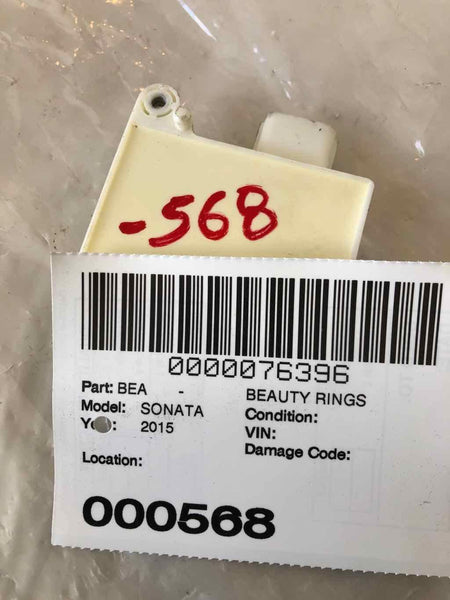 -568
0000076396
Part: BEA - BEAUTY RINGS
Model: SONATA Condition:
2015 VIN:
Damage Code:
Location:
000568